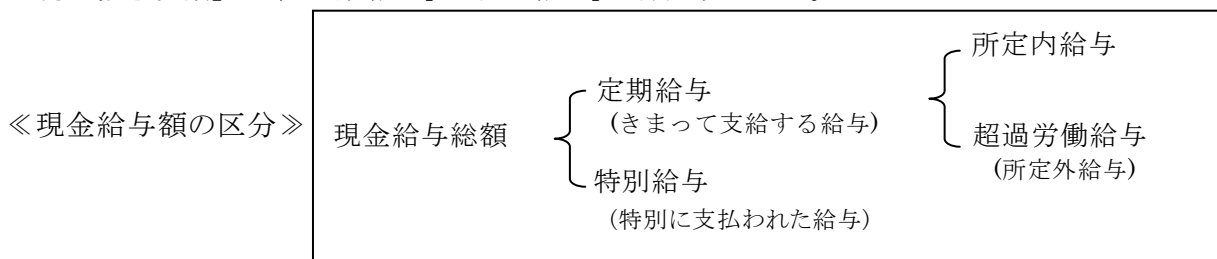 ≪現金給与額の区分≫
現金給与総額
定期給与
(きまって支給する給与)
特別給与
(特別に支払われた給与)
所定内給与
超過労働給与
(所定外給与)